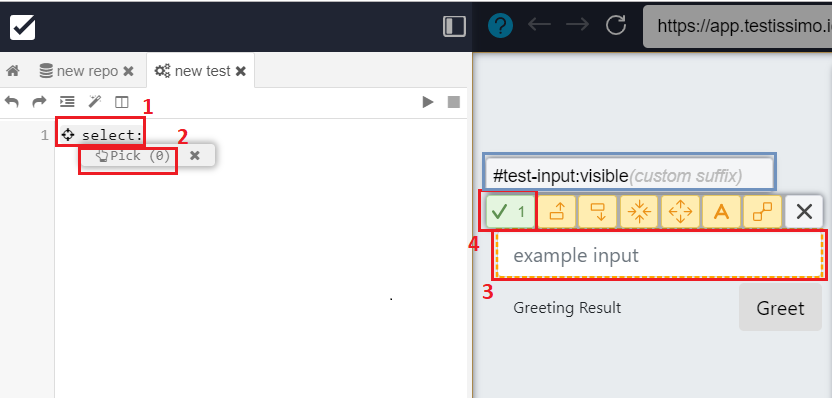 https://app.testissimo.i
new repo
new test
1
1 select:
2
Pick (0)
#test-input:visible(custom suffix)
1
A
4
example input
3
Greeting Result
Greet